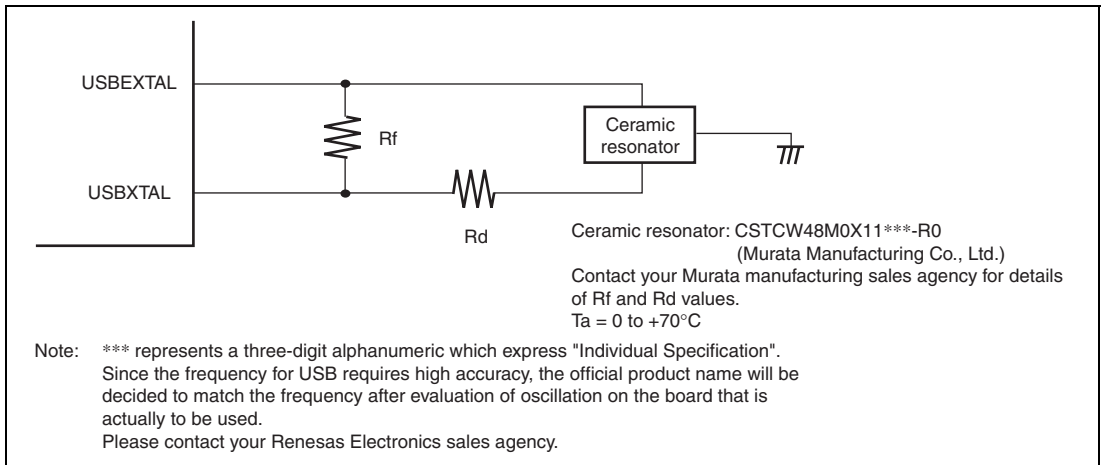 USBEXTAL
Rf
Ceramic
resonator
USBXTAL
Rd
Ceramic resonator: CSTCW48M0X11***-R0
(Murata Manufacturing Co., Ltd.)
Contact your Murata manufacturing sales agency for details
of Rf and Rd values.
Ta = 0 to +70°C
Note: *** represents a three-digit alphanumeric which express "Individual Specification".
Since the frequency for USB requires high accuracy, the official product name will be
decided to match the frequency after evaluation of oscillation on the board that is
actually to be used.
Please contact your Renesas Electronics sales agency.